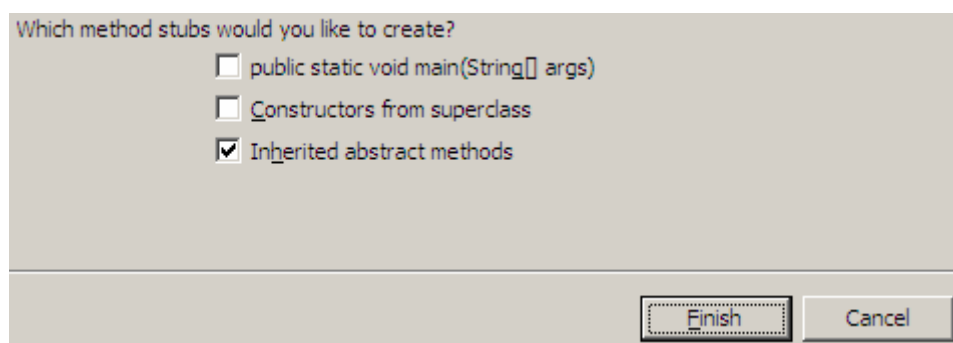 Which method stubs would you like to create?
public static void main(String[] args)
Constructors from superclass
Inherited abstract methods
Finish Cancel